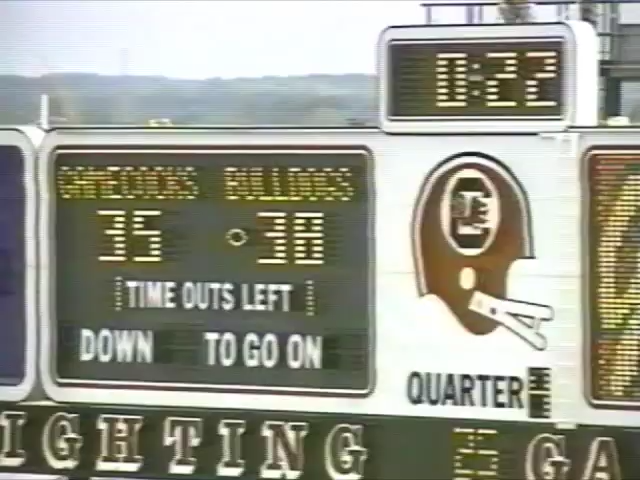 0:22
GAMECOCKS BULLDOGS
35 38
TIME OUTS LEFT
DOWN TO GO ON
QUARTER
IGHTING GA